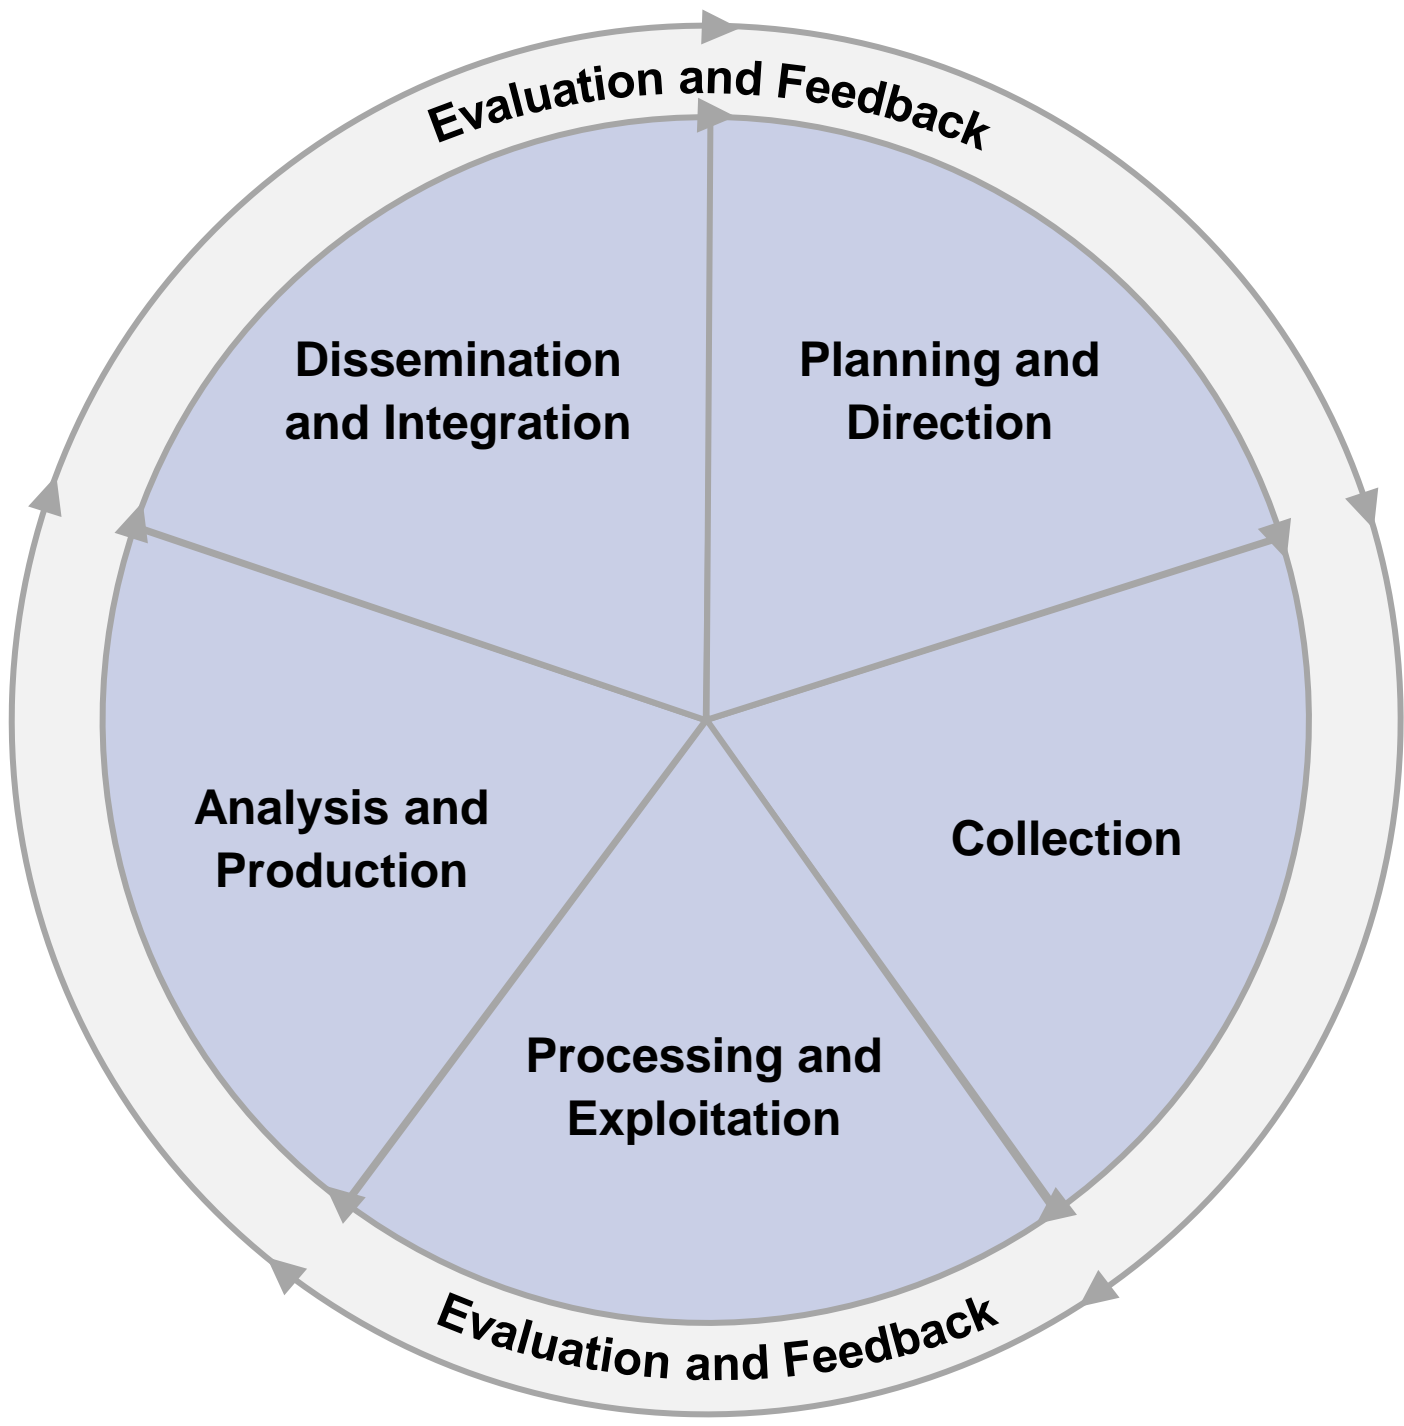 Evaluation and Feedback
Dissemination
and Integration
Planning and
Direction
Analysis and
Production
Collection
Processing and
Exploitation
Evaluation and Feedback